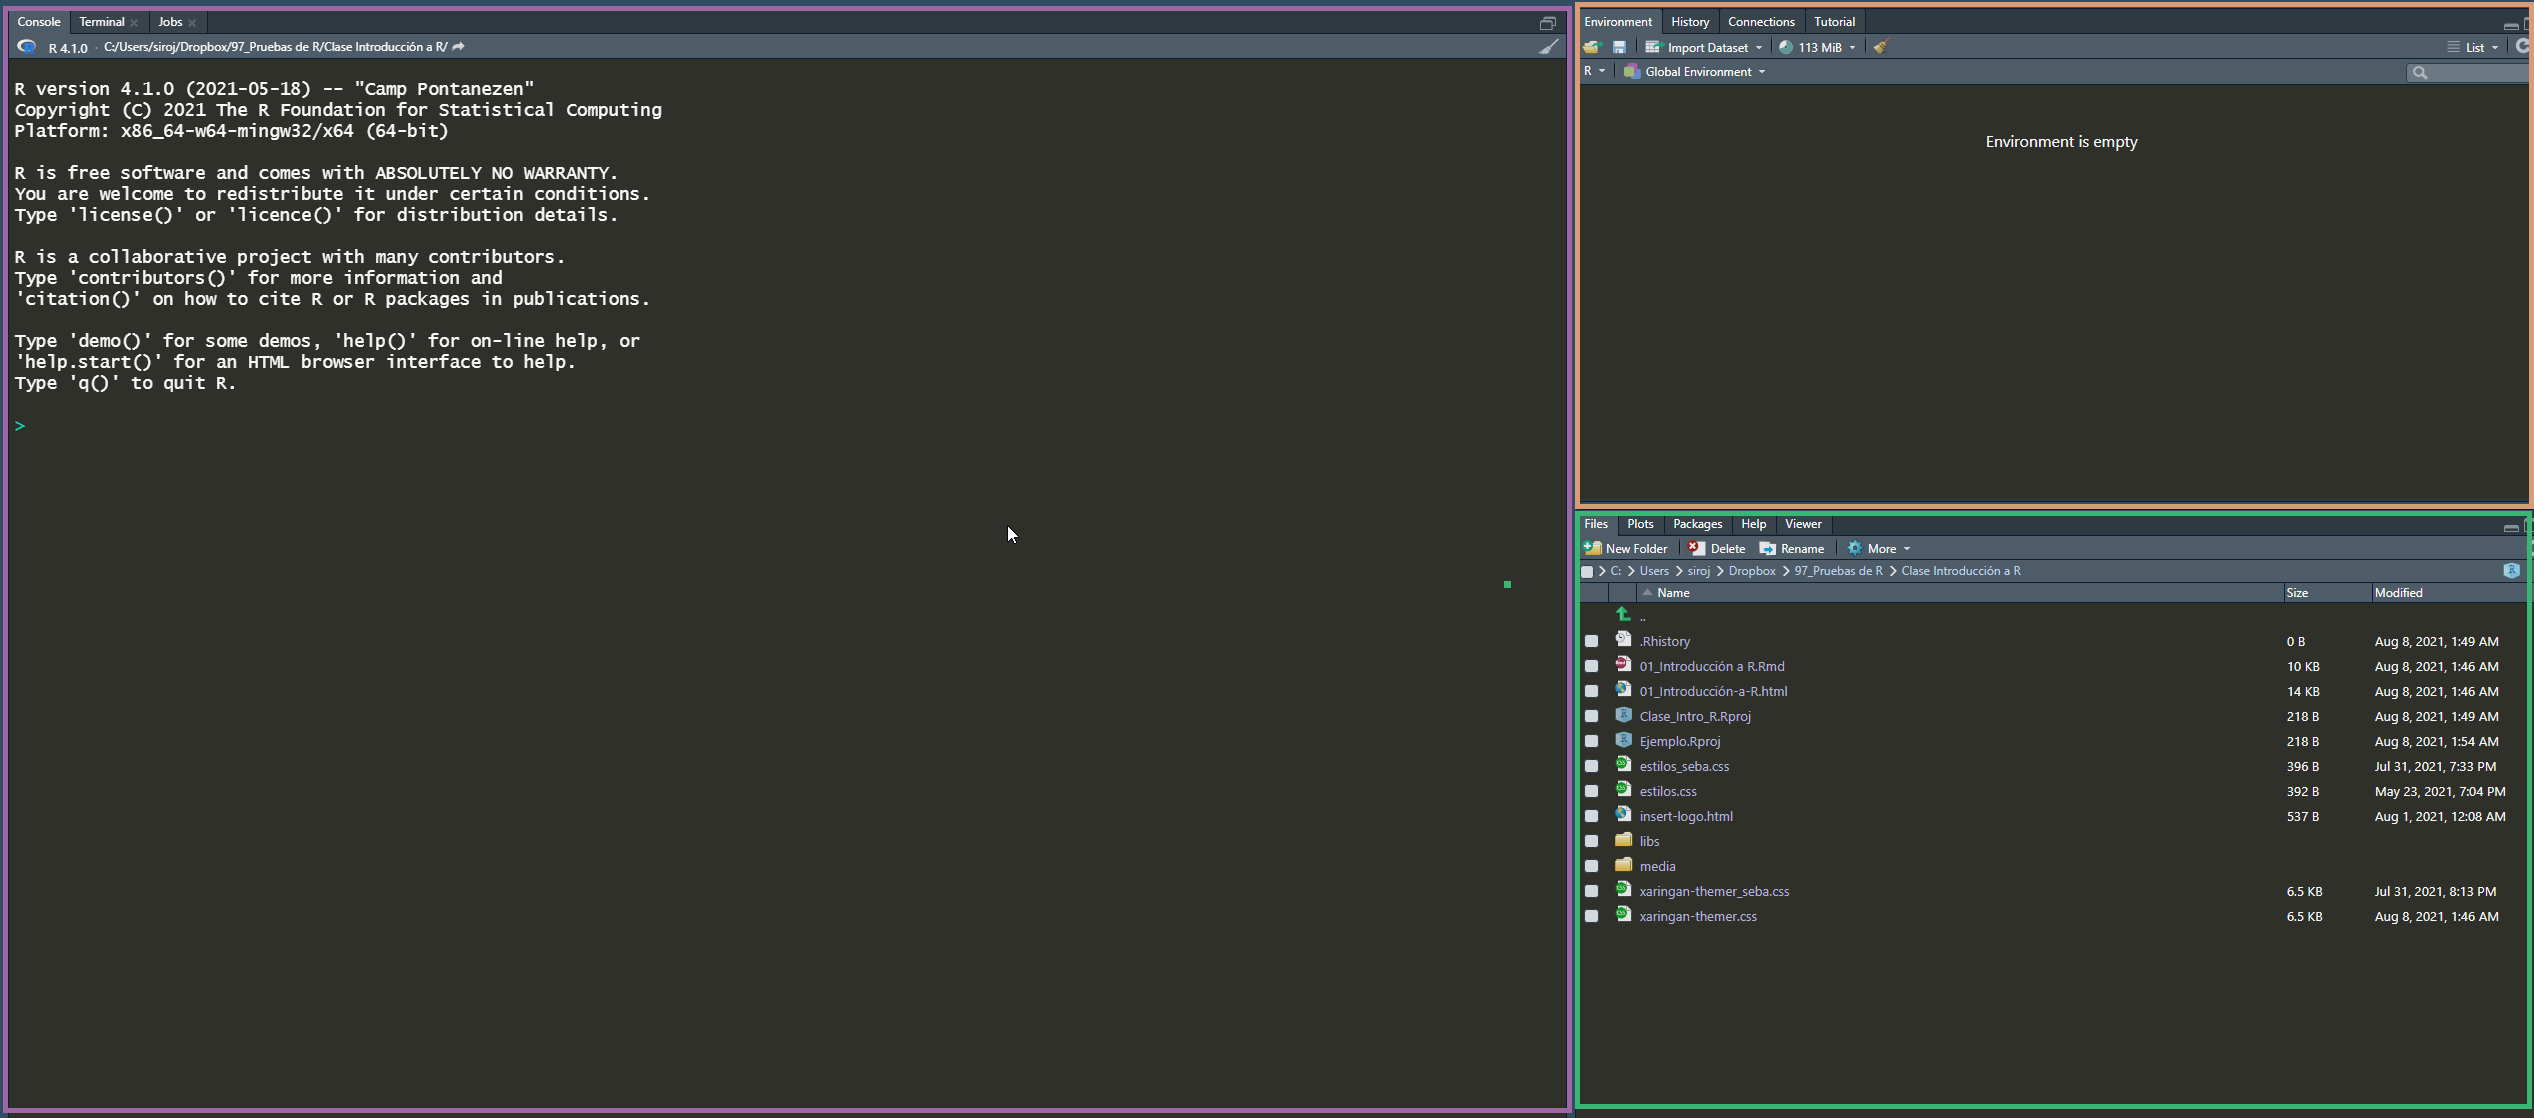 Console Terminal Jobs
R 4.1.0 · C:/Users/siroj/Dropbox/97_Pruebas de R/Clase Introducción a R/
R version 4.1.0 (2021-05-18) -- "Camp Pontanezen"
Copyright (C) 2021 The R Foundation for Statistical Computing
Platform: x86_64-w64-mingw32/x64 (64-bit)
R is free software and comes with ABSOLUTELY NO WARRANTY.
You are welcome to redistribute it under certain conditions.
Type 'license()' or 'licence()' for distribution details.
R is a collaborative project with many contributors.
Type 'contributors()' for more information and
'citation()' on how to cite R or R packages in publications.
Type 'demo()' for some demos, 'help()' for on-line help, or
'help.start()' for an HTML browser interface to help.
Type 'q()' to quit R.
>
Environment History Connections Tutorial
Import Dataset 113 MiB List
R Global Environment
Environment is empty
Files Plots Packages Help Viewer
New Folder Delete Rename More
C: Users siroj Dropbox 97_Pruebas de R Clase Introducción a R
Name Size Modified
..
.Rhistory 0 B Aug 8, 2021, 1:49 AM
01_Introducción a R.Rmd 10 KB Aug 8, 2021, 1:46 AM
01_Introducción-a-R.html 14 KB Aug 8, 2021, 1:46 AM
Clase_Intro_R.Rproj 218 B Aug 8, 2021, 1:49 AM
Ejemplo.Rproj 218 B Aug 8, 2021, 1:54 AM
estilos_seba.css 396 B Jul 31, 2021, 7:33 PM
estilos.css 392 B May 23, 2021, 7:04 PM
insert-logo.html 537 B Aug 1, 2021, 12:08 AM
libs
media
xaringan-themer_seba.css 6.5 KB Jul 31, 2021, 8:13 PM
xaringan-themer.css 6.5 KB Aug 8, 2021, 1:46 AM